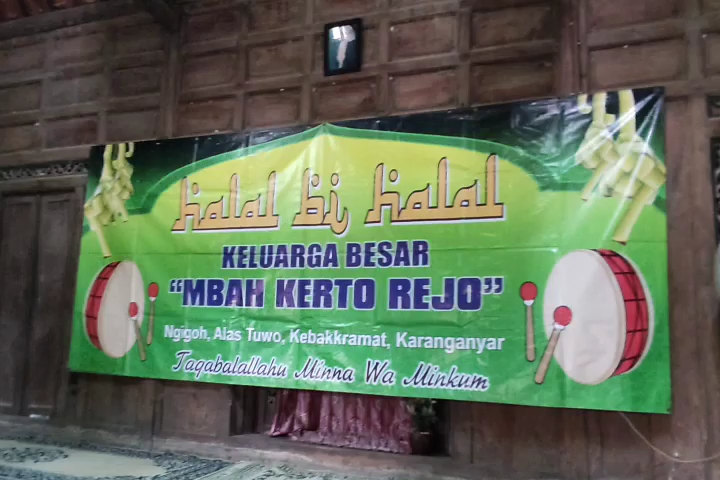 halal bi halal
KELUARGA BESAR
"MBAH KERTO REJO"
Ngigoh, Alas Tuwo, Kebakkramat, Karanganyar
Taqabalallahu Minna Wa Minkum